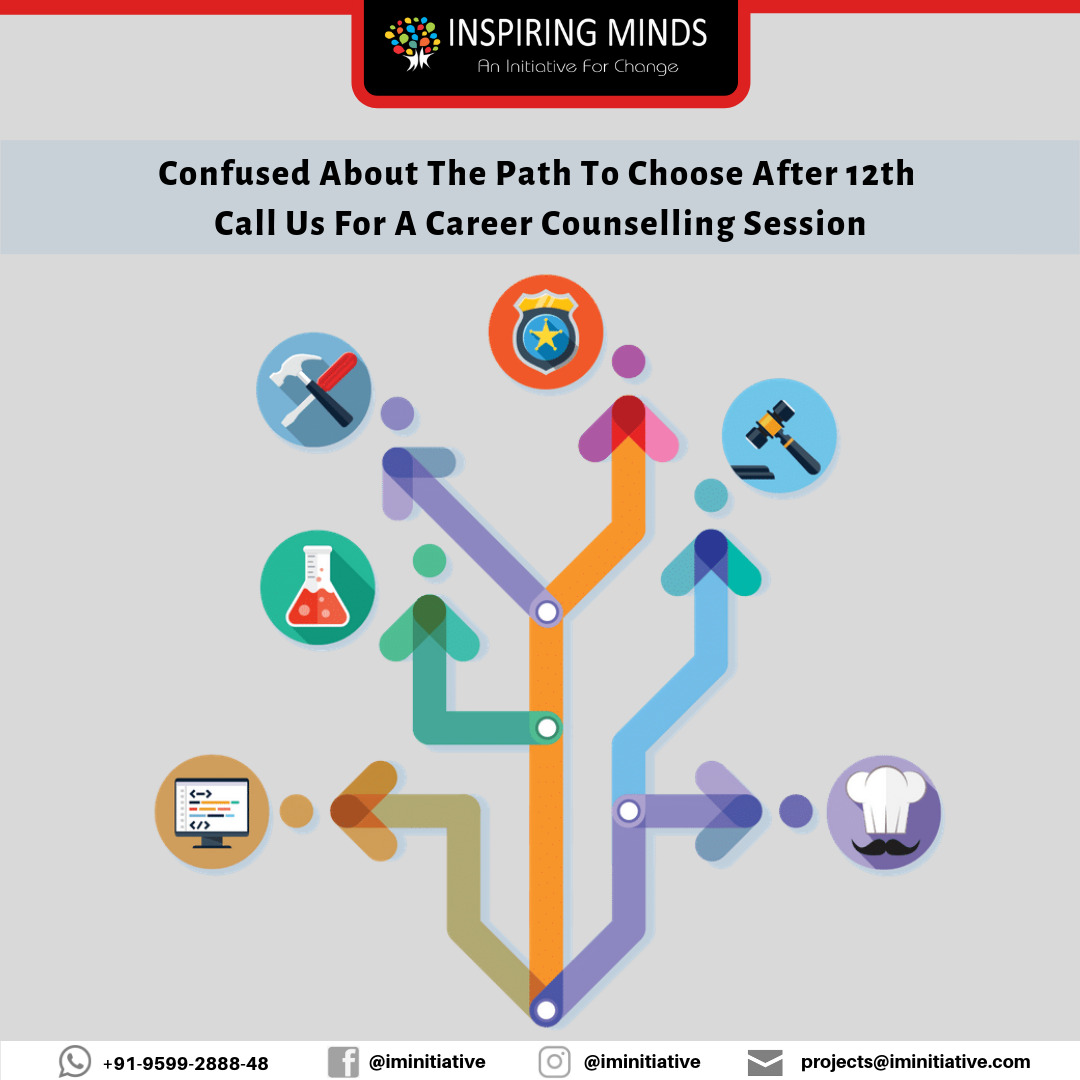 INSPIRING MINDS
An Initiative For Change
Confused About The Path To Choose After 12th
Call Us For A Career Counselling Session
<-->
</>
+91-9599-2888-48
@iminitiative
@iminitiative
projects@iminitiative.com